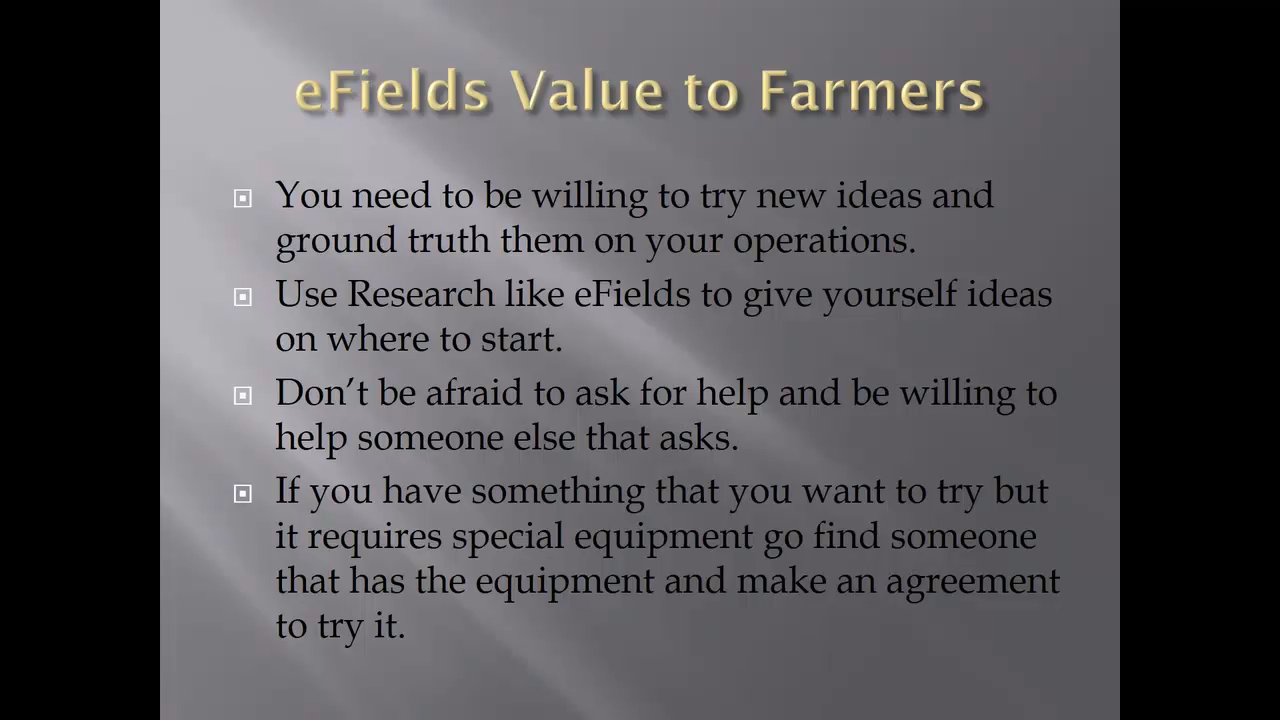 eFields Value to Farmers
You need to be willing to try new ideas and
ground truth them on your operations.
Use Research like eFields to give yourself ideas
on where to start.
Don’t be afraid to ask for help and be willing to
help someone else that asks.
If you have something that you want to try but
it requires special equipment go find someone
that has the equipment and make an agreement
to try it.